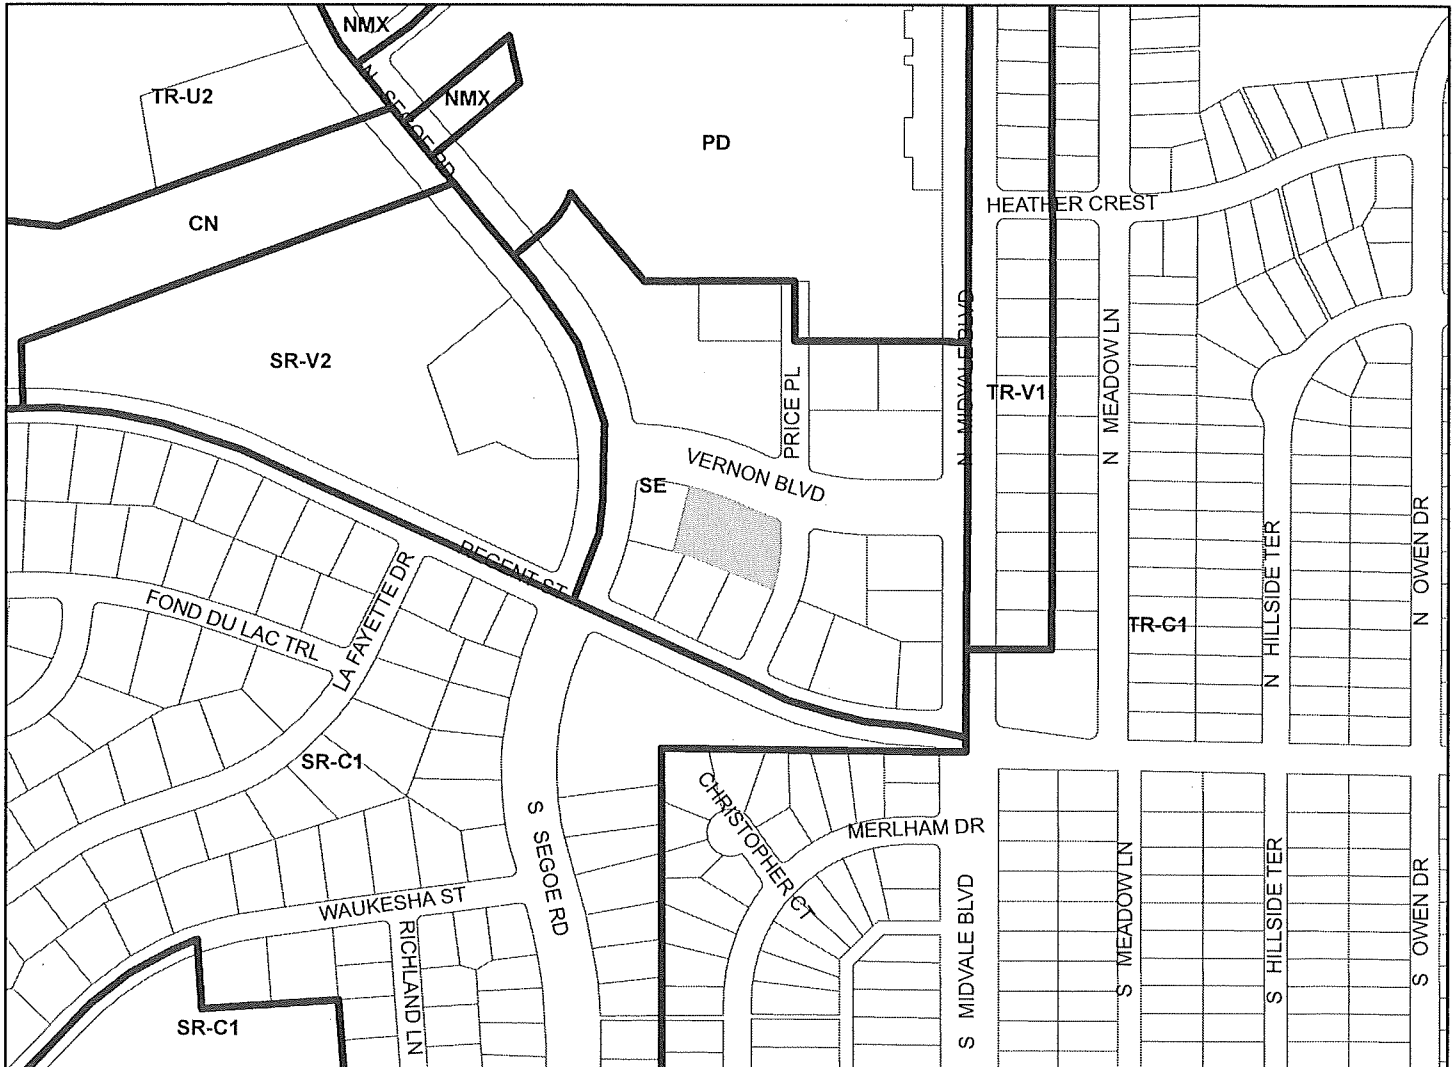 NMX
TR-U2
NMX
N SEGOE RD
PD
HEATHER CREST
CN
SR-V2
N MIDVALE BLVD
TR-V1
N MEADOW LN
PRICE PL
VERNON BLVD
SE
REGENT ST
LA FAYETTE DR
FOND DU LAC TRL
N HILLSIDE TER
N OWEN DR
TR-C1
SR-C1
CHRISTOPHER CT
MERLHAM DR
S SEGOE RD
WAUKESHA ST
RICHLAND LN
S MIDVALE BLVD
S MEADOW LN
S HILLSIDE TER
S OWEN DR
SR-C1